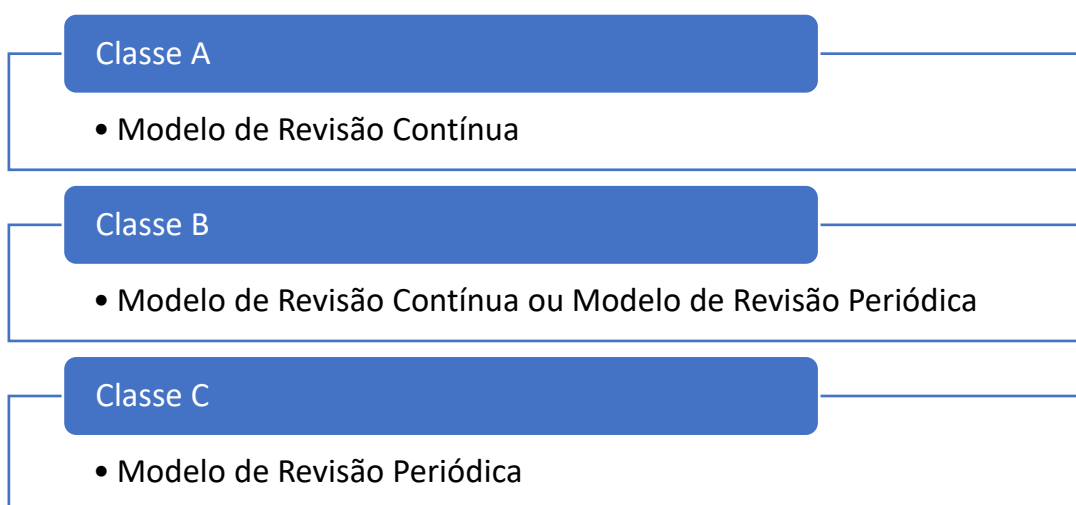 Classe A
• Modelo de Revisão Contínua
Classe B
• Modelo de Revisão Contínua ou Modelo de Revisão Periódica
Classe C
• Modelo de Revisão Periódica